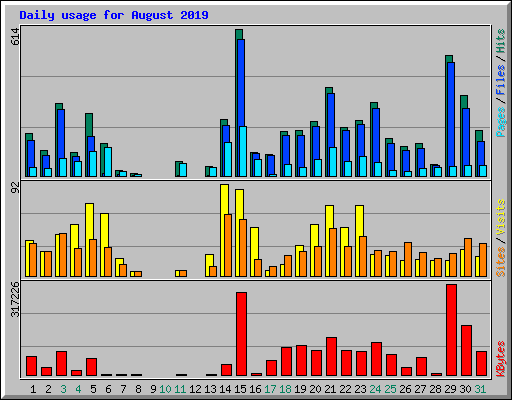 Daily usage for August 2019
614
Pages / Files / Hits
92
Sites / Visits
317226
KBytes
1 2 3 4 5 6 7 8 9 10 11 12 13 14 15 16 17 18 19 20 21 22 23 24 25 26 27 28 29 30 31